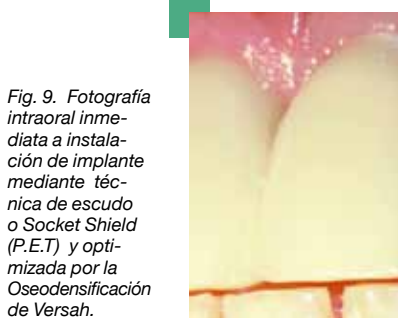 Fig. 9. Fotografía
intraoral inme-
diata a instala-
ción de implante
mediante téc-
nica de escudo
o Socket Shield
(P.E.T) y opti-
mizada por la
Oseodensificación
de Versah.